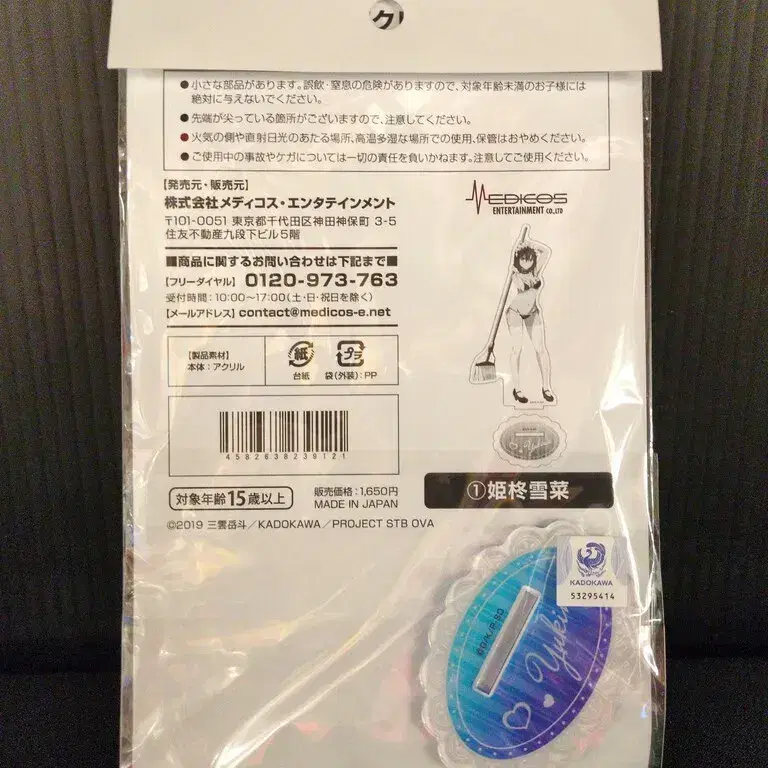 ク
●小さな部品があります。誤飲・窒息の危険がありますので、対象年齢未満のお子様には
絶対に与えないでください。
●先端が尖っている箇所がございますので、注意してください。
●火気の側や直射日光のあたる場所、高温多湿な場所での使用、保管はおやめください。
●ご使用中の事故やケガについては一切の責任を負いかねます。注意してご使用ください。
【発売元・販売元】
株式会社メディコス・エンタテインメント
〒101-0051 東京都千代田区神田神保町 3-5
住友不動産九段下ビル5階
MEDICOS
ENTERTAINMENT CO.,LTD
■商品に関するお問い合わせは下記まで■
【フリーダイヤル】 0120-973-763
受付時間:10:00～17:00(土・日・祝日を除く)
【メールアドレス】contact@medicos-e.net
【製品素材】
本体:アクリル
紙
台紙
プラ
袋(外装):PP
4582638239121
対象年齢15歳以上
販売価格:1,650円
MADE IN JAPAN
①姫柊雪菜
©2019 三雲岳斗／KADOKAWA／PROJECT STB OVA
KADOKAWA
53295414